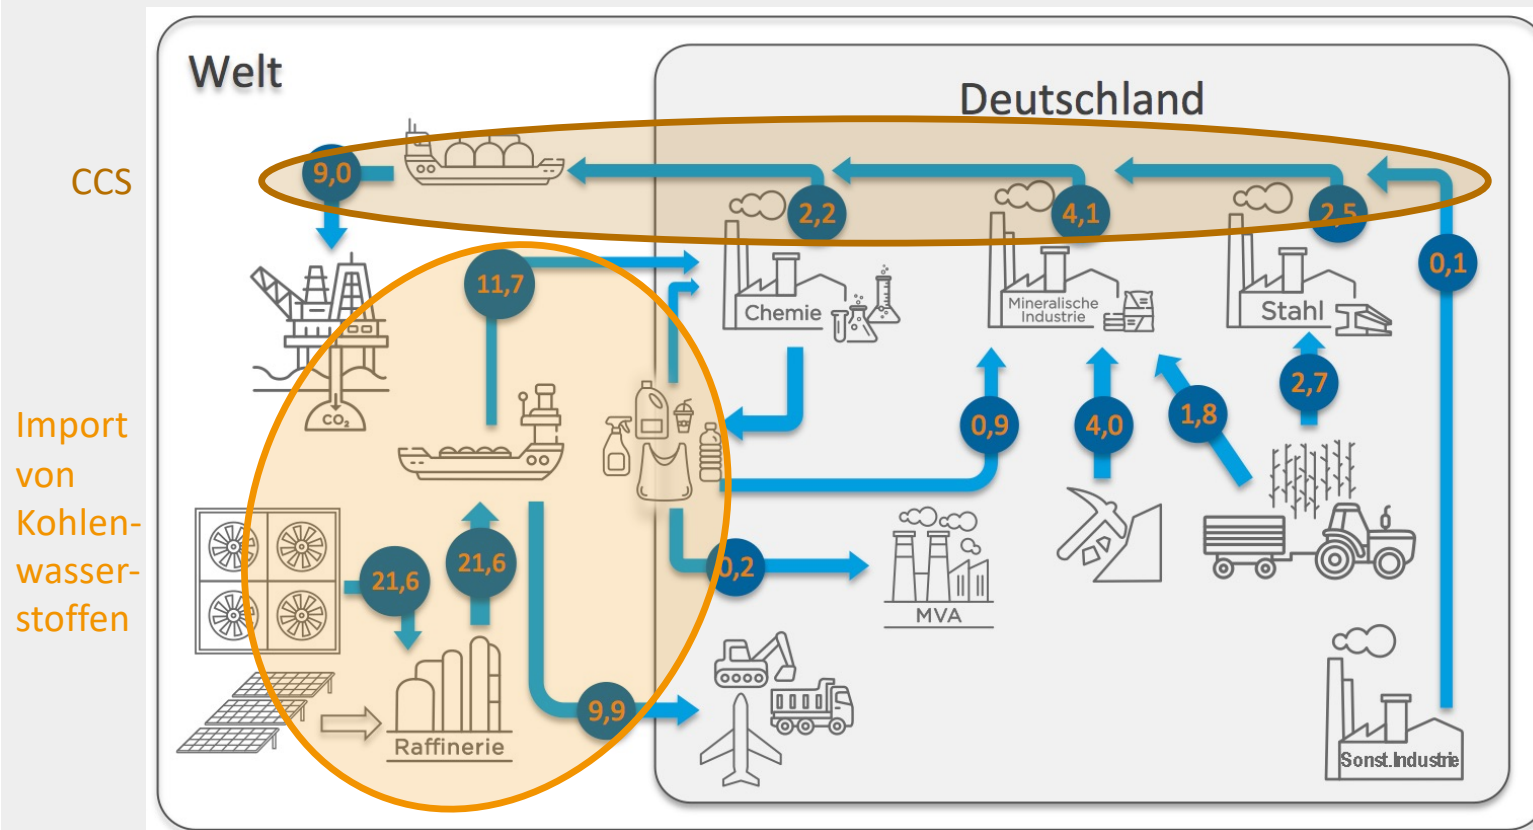 Welt
Deutschland
CCS
9,0
2,2
4,1
2,5
0,1
11,7
Chemie
Mineralische
Industrie
Stahl
CO₂
Import
von
Kohlen-
wasser-
stoffen
2,7
0,9
4,0
1,8
21,6
21,6
0,2
MVA
9,9
Raffinerie
Sonst.Industrie